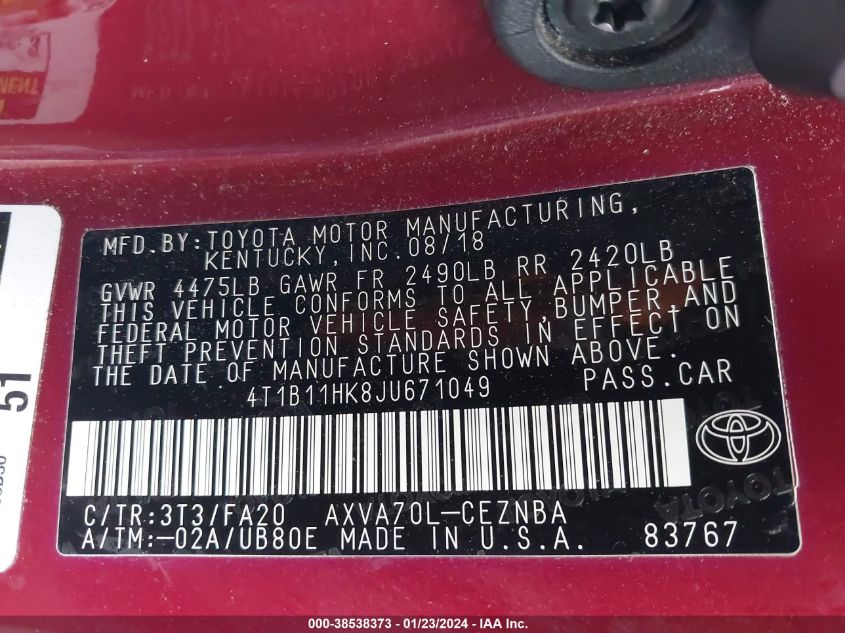 MFD.BY:TOYOTA MOTOR MANUFACTURING,
KENTUCKY,INC.08/18
GVWR 4475LB GAWR FR 2490LB RR 2420LB
THIS VEHICLE CONFORMS TO ALL APPLICABLE
FEDERAL MOTOR VEHICLE SAFETY,BUMPER,AND
THEFT PREVENTION STANDARDS IN EFFECT ON
THE DATE OF MANUFACTURE SHOWN ABOVE.
4T1B11HK8JU671049 PASS.CAR
C/TR:3T3/FA20 AXVA70L-CEZNBA
A/TM:-02A/UB80E MADE IN U.S.A. 83767
51
000-38538373 - 01/23/2024 - IAA Inc.